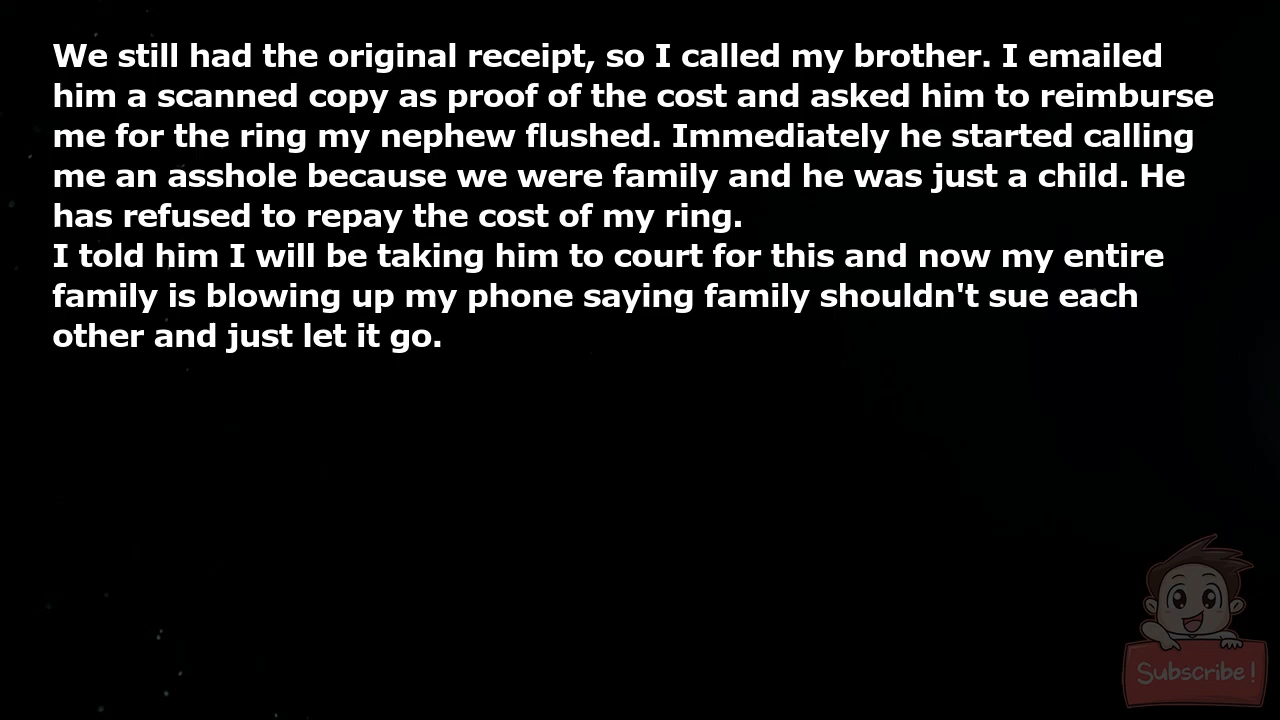 We still had the original receipt, so I called my brother. I emailed
him a scanned copy as proof of the cost and asked him to reimburse
me for the ring my nephew flushed. Immediately he started calling
me an asshole because we were family and he was just a child. He
has refused to repay the cost of my ring.
I told him I will be taking him to court for this and now my entire
family is blowing up my phone saying family shouldn't sue each
other and just let it go.
Subscribe!